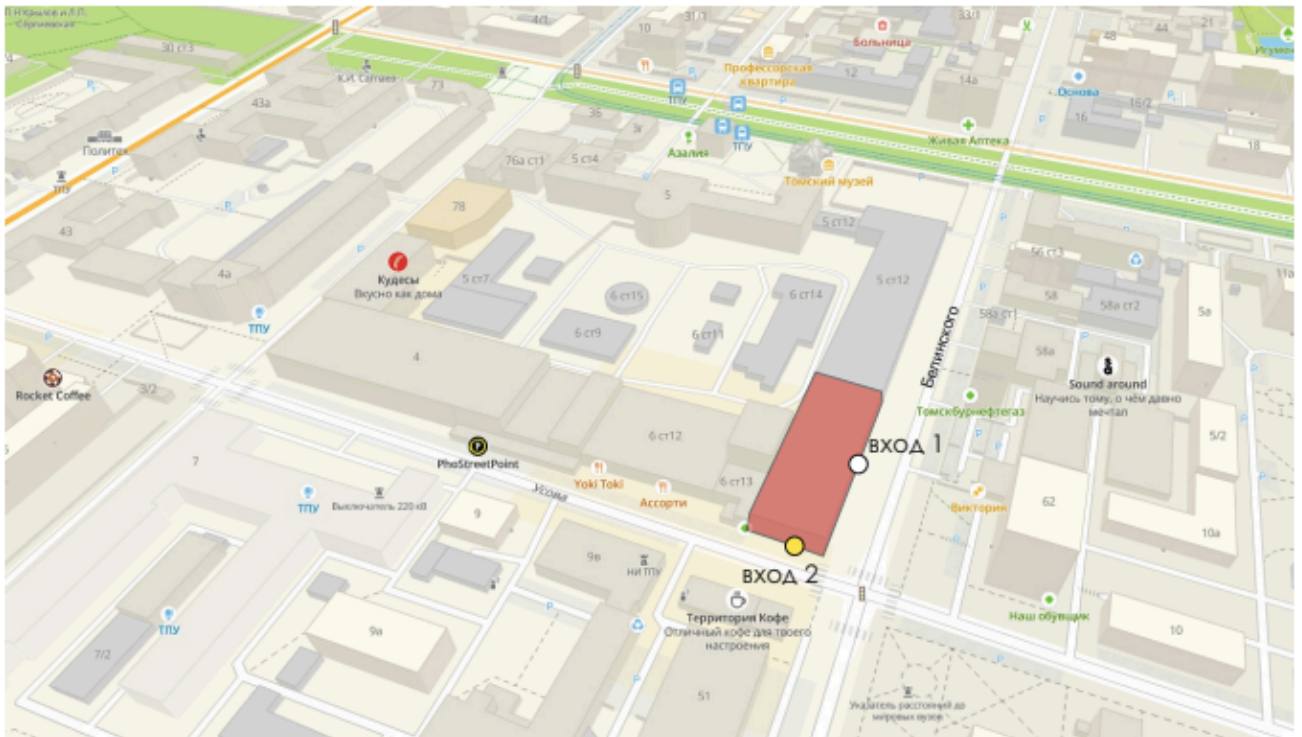 Сергиевская
30 ст3
4/1
10
31/1
Больница
33/1
48
44
21
К.И. Сатпаев
73
Профессорская
квартира
12
14а
Основа
16/2
16
43а
Политех
ТПУ
36
3г
ТПУ
ТПУ
Азалия
Живая Аптека
18
76а ст1
5 ст4
Томский музей
5
78
43
4а
5 ст12
56 ст3
Кудесы
Вкусно как дома
5 ст7
6 ст15
6 ст14
5 ст12
58
58а ст2
58а ст1
5а
11а
ТПУ
6 ст9
6 ст11
Белинского
58а
4
Sound around
Научись тому, о чём давно
мечтал
Rocket Coffee
3/2
Томскбурнефтегаз
6 ст12
ВХОД 1
5/2
7
PhoStreetPoint
Yoki Toki
6 ст13
Ассорти
Усова
ТПУ
Выключатель 220 кВ
9
Виктория
62
10а
9в
НИ ТПУ
ВХОД 2
ТПУ
Территория Кофе
Отличный кофе для твоего
настроения
Наш обувщик
9а
10
7/2
51
Указатель расстояний до
мировых вузов